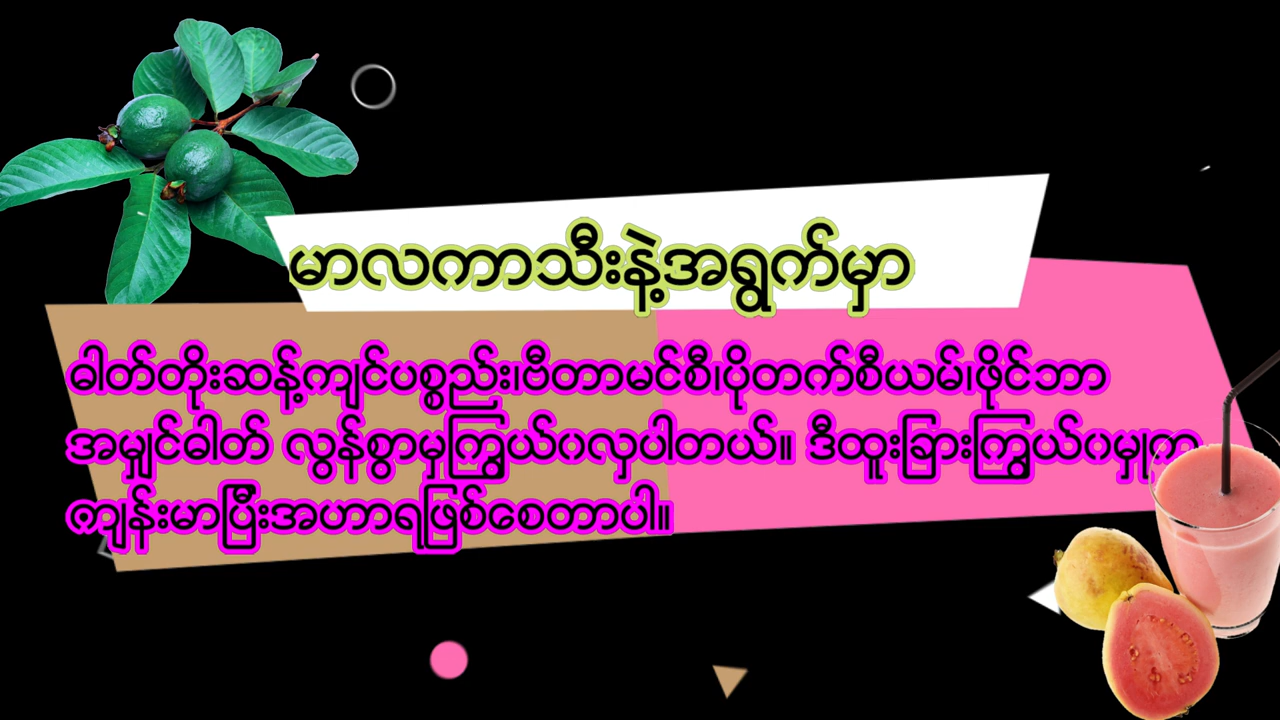 မာလကာသီးနဲ့အရွက်မှာ
ဓါတ်တိုးဆန့်ကျင်ပစ္စည်း၊ဗီတာမင်စီ၊ပိုတက်စီယမ်၊ဖိုင်ဘာ
အမျှင်ဓါတ် လွန်စွာမှကြွယ်ဝလှပါတယ်။ ဒီထူးခြားကြွယ်ဝမှုက
ကျန်းမာပြီးအဟာရဖြစ်စေတာပါ။